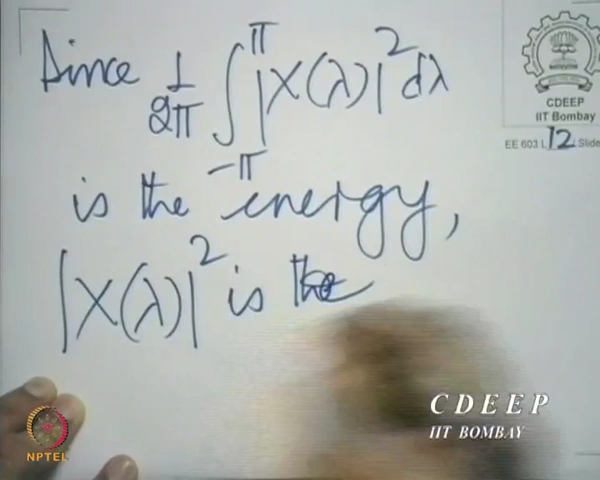 Since 1/2π ∫_{-π}^{π} |X(λ)|² dλ
is the energy,
|X(λ)|² is the
CDEEP
IIT Bombay
EE 603 L 12 / Slide
CDEEP
IIT BOMBAY
NPTEL